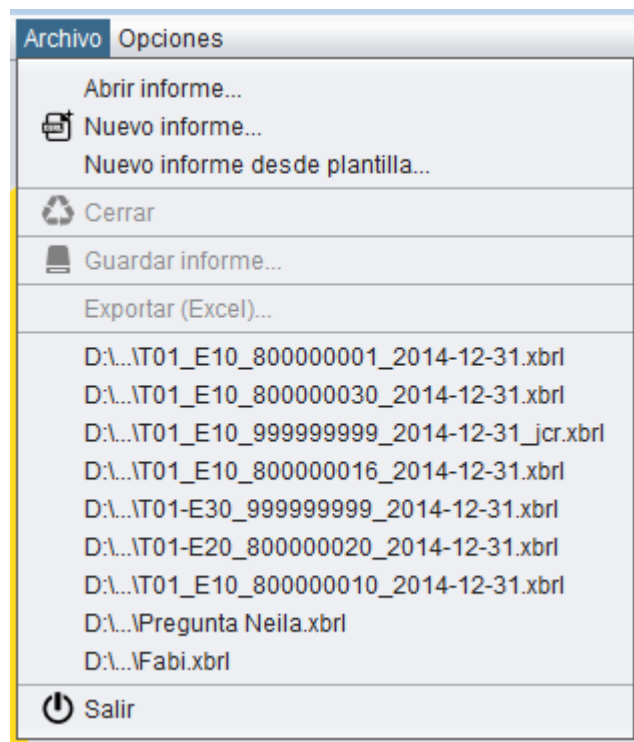 Archivo Opciones
Abrir informe...
Nuevo informe...
Nuevo informe desde plantilla...
Cerrar
Guardar informe...
Exportar (Excel)...
D:\...\T01_E10_800000001_2014-12-31.xbrl
D:\...\T01_E10_800000030_2014-12-31.xbrl
D:\...\T01_E10_999999999_2014-12-31_jcr.xbrl
D:\...\T01_E10_800000016_2014-12-31.xbrl
D:\...\T01-E30_999999999_2014-12-31.xbrl
D:\...\T01-E20_800000020_2014-12-31.xbrl
D:\...\T01_E10_800000010_2014-12-31.xbrl
D:\...\Pregunta Neila.xbrl
D:\...\Fabi.xbrl
Salir